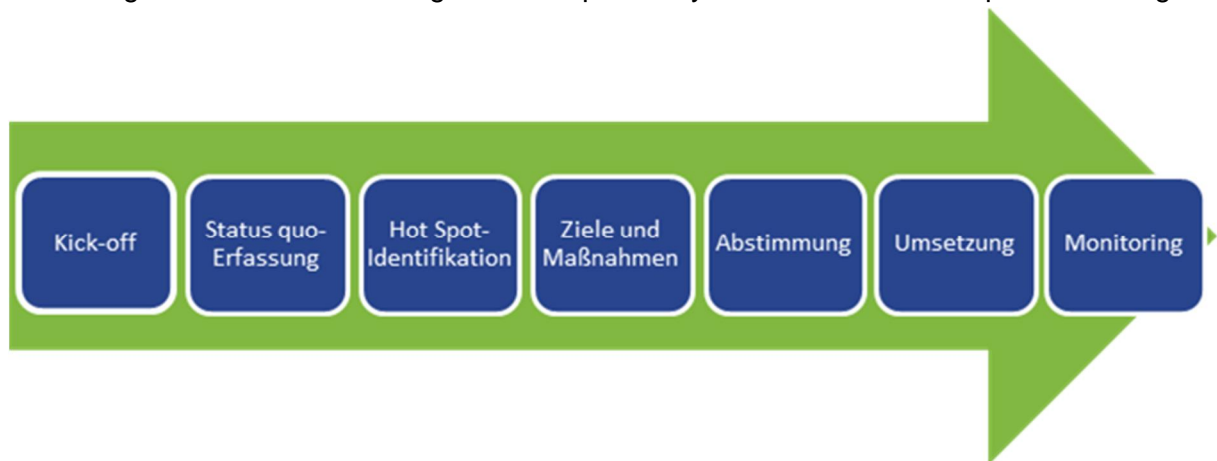 Kick-off
Status quo-
Erfassung
Hot Spot-
Identifikation
Ziele und
Maßnahmen
Abstimmung
Umsetzung
Monitoring